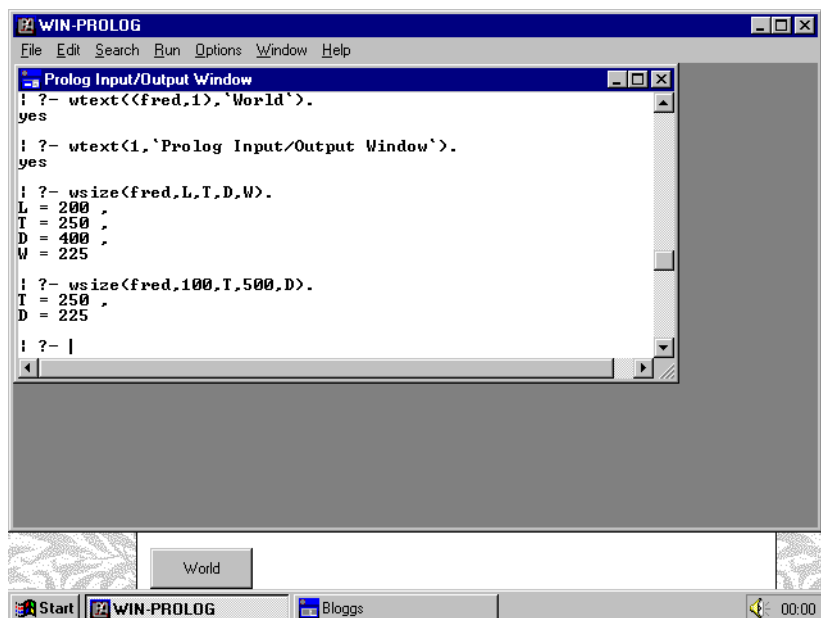 WIN-PROLOG
File Edit Search Run Options Window Help
Prolog Input/Output Window
| ?- wtext((fred,1),`World`).
yes
| ?- wtext(1,`Prolog Input/Output Window`).
yes
| ?- wsize(fred,L,T,D,W).
L = 200 ,
T = 250 ,
D = 400 ,
W = 225
| ?- wsize(fred,100,T,500,D).
T = 250 ,
D = 225
| ?- |
World
Start WIN-PROLOG Bloggs 00:00